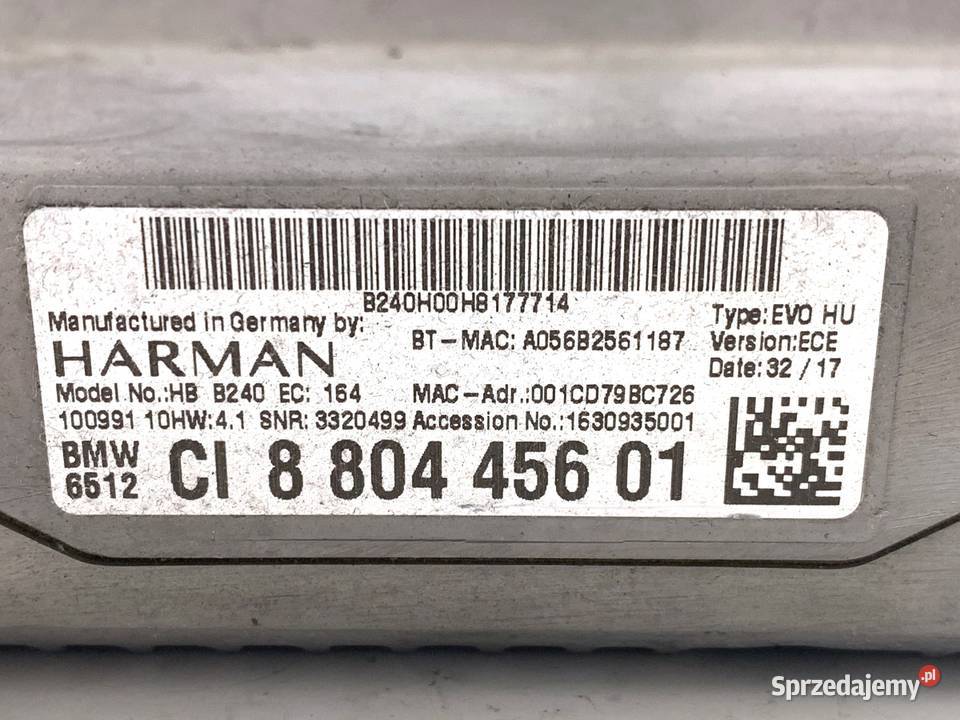 B240H00H8177714
Manufactured in Germany by:
HARMAN
BT-MAC: A056B2561187
Type:EVO HU
Version:ECE
Date: 32/17
Model No.:HB B240 EC: 164
MAC-Adr.:001CD79BC726
100991 10HW:4.1 SNR: 3320499 Accession No.:1630935001
BMW
6512
CI 8 804 456 01
Sprzedajemy.pl